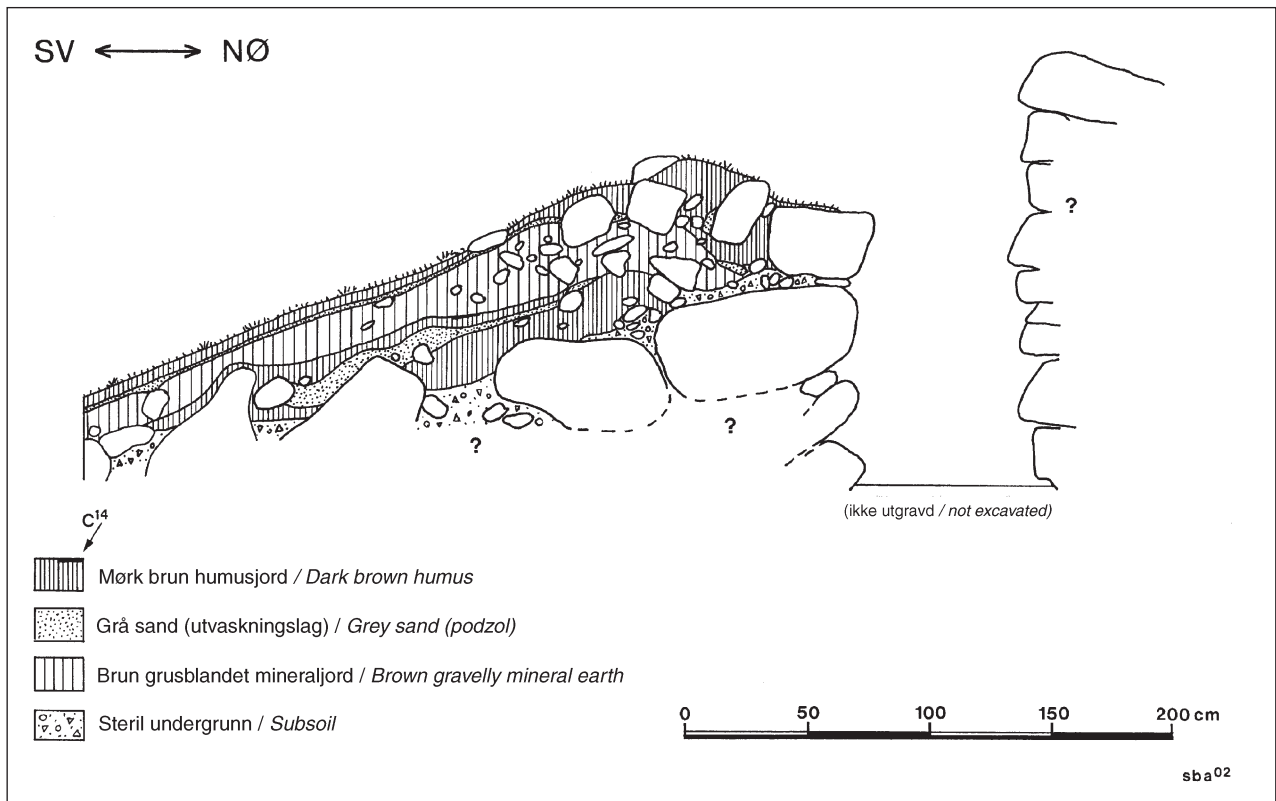 SV NØ
?
?
?
(ikke utgravd / not excavated)
C14
Mørk brun humusjord / Dark brown humus
Grå sand (utvaskningslag) / Grey sand (podzol)
Brun grusblandet mineraljord / Brown gravelly mineral earth
Steril undergrunn / Subsoil
0 50 100 150 200 cm
sba02